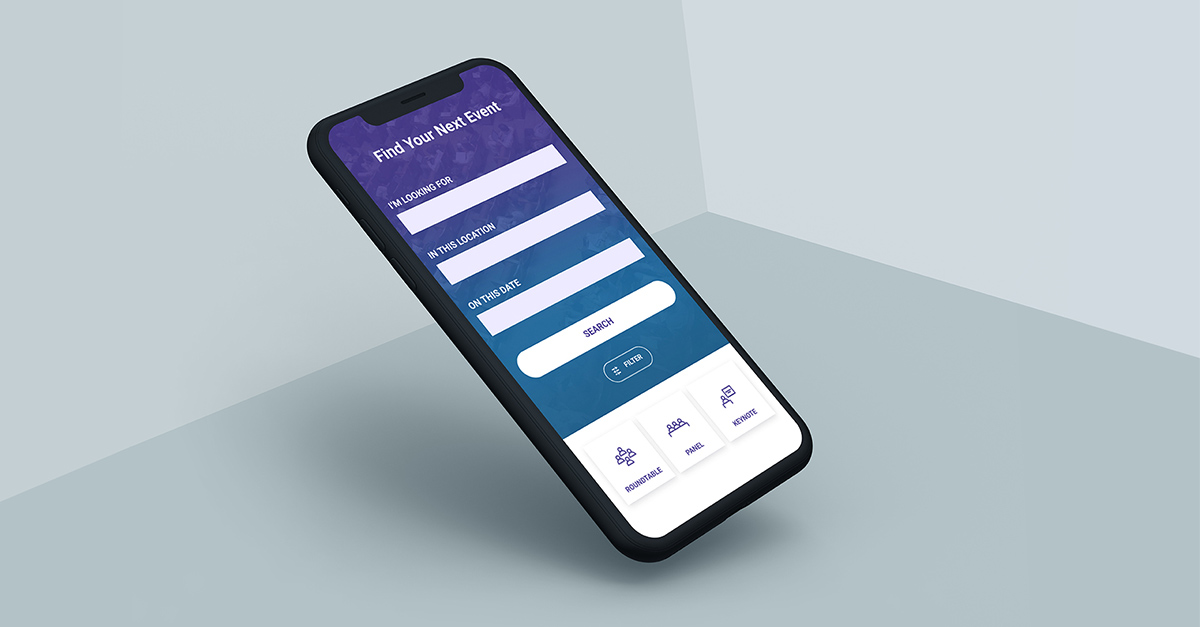 Find Your Next Event
I'M LOOKING FOR
IN THIS LOCATION
ON THIS DATE
SEARCH
FILTER
ROUNDTABLE
PANEL
KEYNOTE